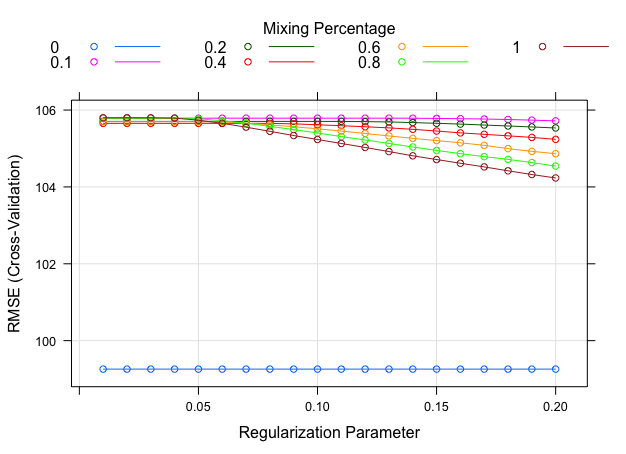 Mixing Percentage
0 0.2 0.6 1
0.1 0.4 0.8
106
104
102
100
RMSE (Cross-Validation)
0.05 0.10 0.15 0.20
Regularization Parameter